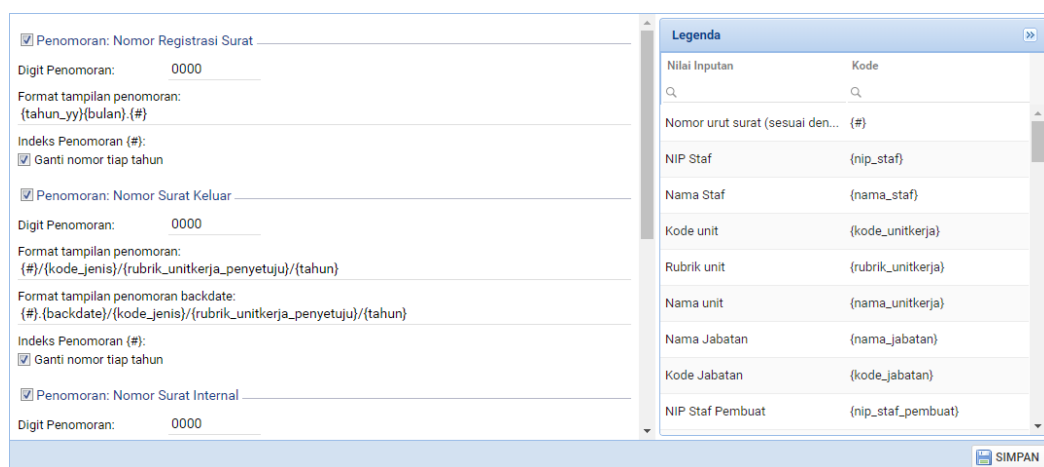 Penomoran: Nomor Registrasi Surat
Digit Penomoran: 0000
Format tampilan penomoran:
{tahun_yy}{bulan}.{#}
Indeks Penomoran {#}:
Ganti nomor tiap tahun
Penomoran: Nomor Surat Keluar
Digit Penomoran: 0000
Format tampilan penomoran:
{#}/{kode_jenis}/{rubrik_unitkerja_penyetuju}/{tahun}
Format tampilan penomoran backdate:
{#}.{backdate}/{kode_jenis}/{rubrik_unitkerja_penyetuju}/{tahun}
Indeks Penomoran {#}:
Ganti nomor tiap tahun
Penomoran: Nomor Surat Internal
Digit Penomoran: 0000
Legenda
Nilai Inputan Kode
Nomor urut surat (sesuai den... {#}
NIP Staf {nip_staf}
Nama Staf {nama_staf}
Kode unit {kode_unitkerja}
Rubrik unit {rubrik_unitkerja}
Nama unit {nama_unitkerja}
Nama Jabatan {nama_jabatan}
Kode Jabatan {kode_jabatan}
NIP Staf Pembuat {nip_staf_pembuat}
SIMPAN